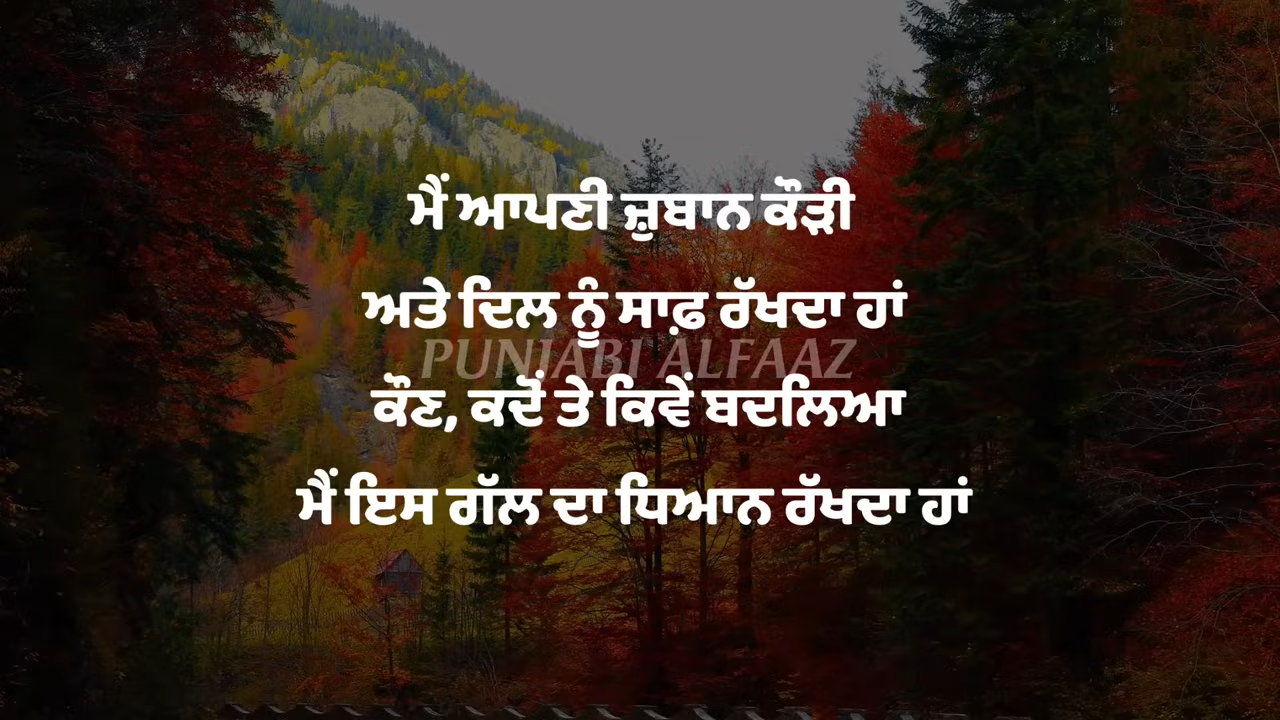 ਮੈਂ ਆਪਣੀ ਜ਼ੁਬਾਨ ਕੌੜੀ
ਅਤੇ ਦਿਲ ਨੂੰ ਸਾਫ਼ ਰੱਖਦਾ ਹਾਂ
PUNJABI ALFAAZ
ਕੌਣ, ਕਦੋਂ ਤੇ ਕਿਵੇਂ ਬਦਲਿਆ
ਮੈਂ ਇਸ ਗੱਲ ਦਾ ਧਿਆਨ ਰੱਖਦਾ ਹਾਂ